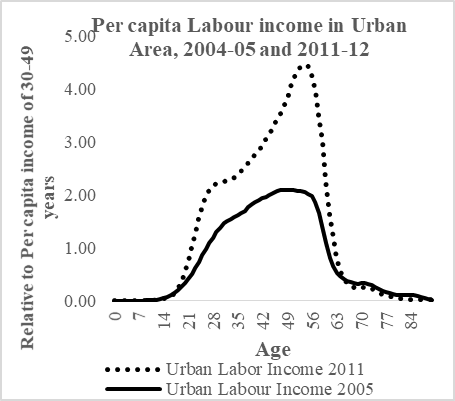 Per capita Labour income in Urban
Area, 2004-05 and 2011-12
Relative to Per capita income of 30-49
years
5.00
4.00
3.00
2.00
1.00
0.00
0 7 14 21 28 35 42 49 56 63 70 77 84
Age
Urban Labor Income 2011
Urban Labour Income 2005